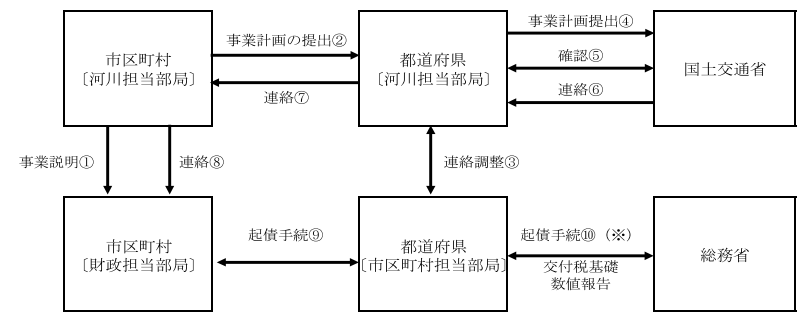 市区町村
〔河川担当部局〕
事業計画の提出②
連絡⑦
都道府県
〔河川担当部局〕
事業計画提出④
確認⑤
連絡⑥
国土交通省
事業説明①
連絡⑧
連絡調整③
市区町村
〔財政担当部局〕
起債手続⑨
都道府県
〔市区町村担当部局〕
起債手続⑩（※）
交付税基礎
数値報告
総務省